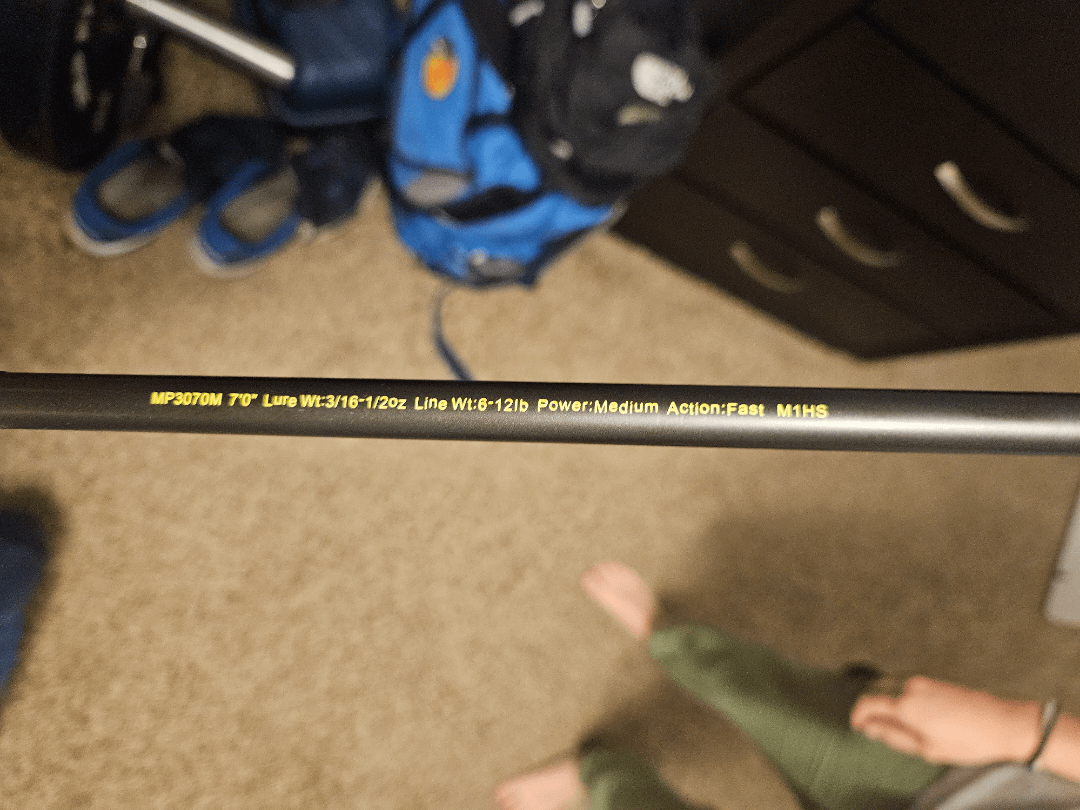 MP3070M 7'0" Lure Wt:3/16-1/2oz Line Wt:6-12lb Power:Medium Action:Fast M1HS